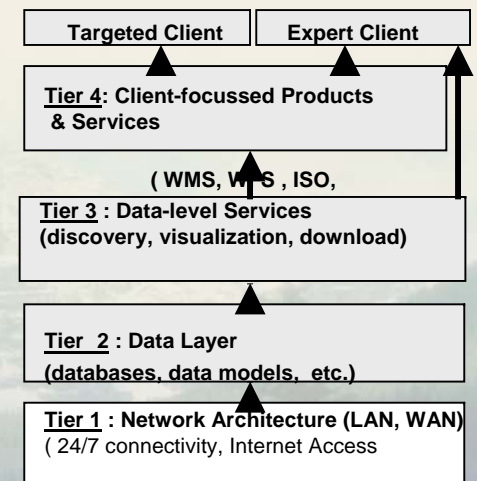 Targeted Client Expert Client
Tier 4: Client-focussed Products
& Services
( WMS, W S , ISO,
Tier 3 : Data-level Services
(discovery, visualization, download)
Tier 2 : Data Layer
(databases, data models, etc.)
Tier 1 : Network Architecture (LAN, WAN)
( 24/7 connectivity, Internet Access